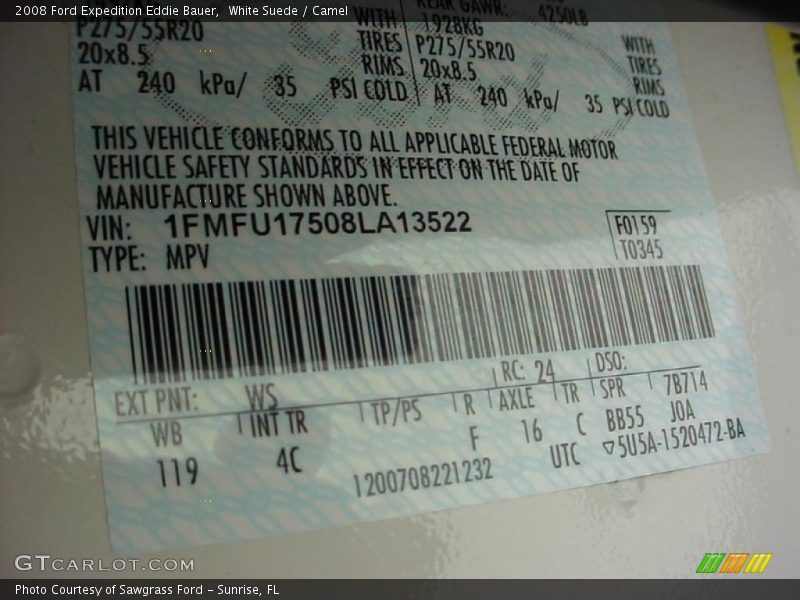 2008 Ford Expedition Eddie Bauer,  White Suede / Camel
WITH REAR GAWR: 4250LB
P275/55R20 TIRES 1928KG WITH
20x8.5 RIMS P275/55R20 TIRES
AT 240 kPa/ 35 PSI COLD 20x8.5 RIMS
AT 240 kPa/ 35 PSI COLD
THIS VEHICLE CONFORMS TO ALL APPLICABLE FEDERAL MOTOR
VEHICLE SAFETY STANDARDS IN EFFECT ON THE DATE OF
MANUFACTURE SHOWN ABOVE.
VIN: 1FMFU17508LA13522 F0159
TYPE: MPV T0345
EXT PNT: WS RC: 24 DSO:
WB INT TR TP/PS R AXLE TR SPR 7B714
119 4C F 16 C BB55 JOA
1200708221232 UTC ▽5U5A-1520472-BA
GTCARLOT.COM
Photo Courtesy of Sawgrass Ford - Sunrise, FL